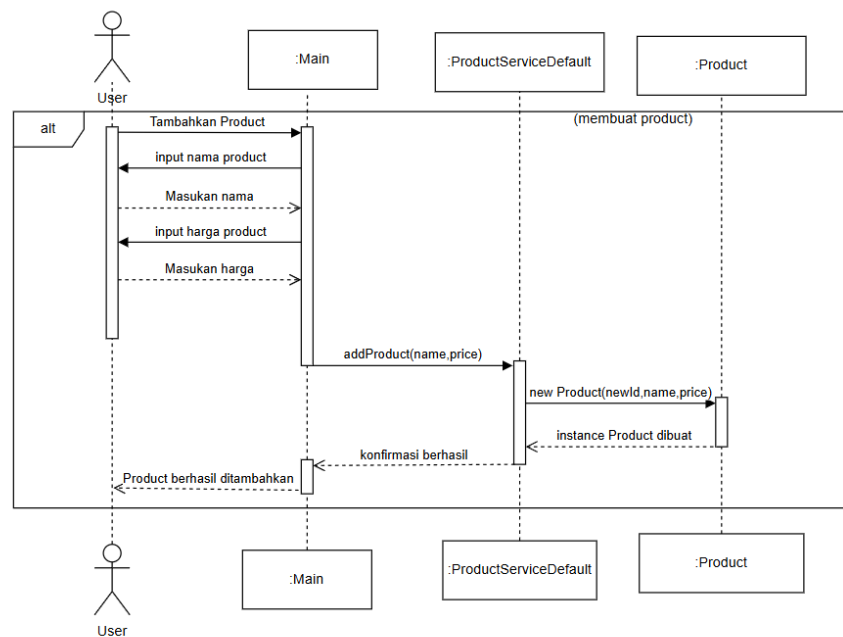 :Main
:ProductServiceDefault
:Product
User
alt
(membuat product)
Tambahkan Product
input nama product
Masukan nama
input harga product
Masukan harga
addProduct(name,price)
new Product(newId,name,price)
instance Product dibuat
konfirmasi berhasil
Product berhasil ditambahkan
:Main
:ProductServiceDefault
:Product
User